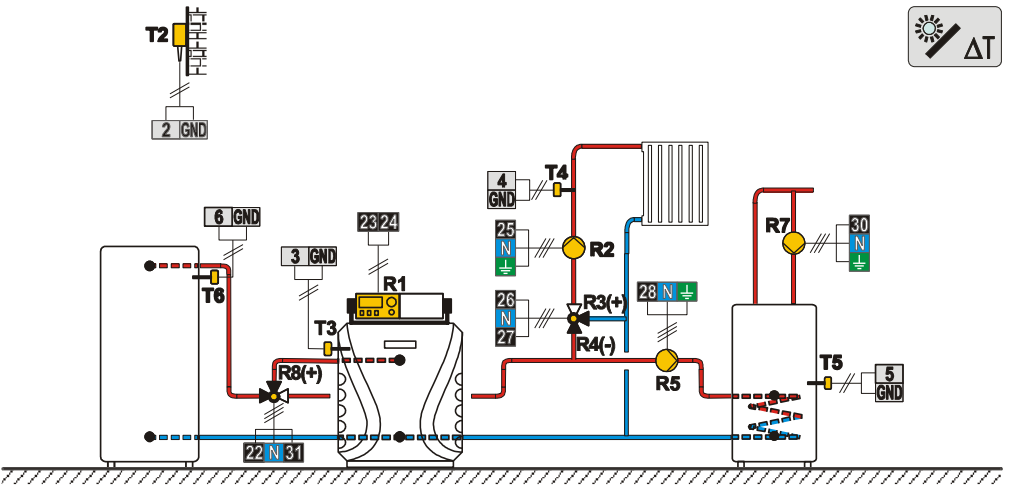 T2
2 GND
ΔT
T4
4
GND
6 GND
23 24
25
N
R2
R7
30
N
3 GND
R1
T6
26
N
27
R3(+)
28 N
T3
R4(-)
R8(+)
R5
T5
5
GND
22 N 31